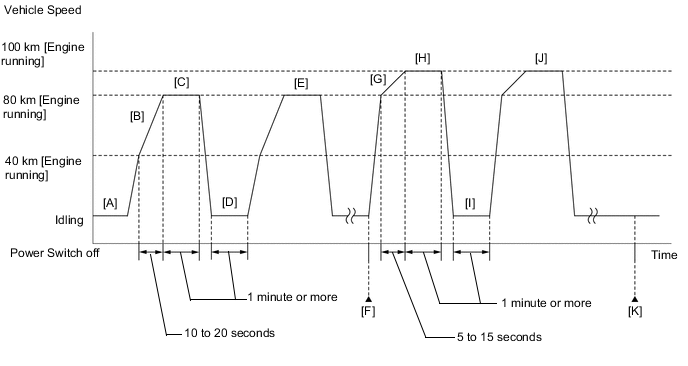 Vehicle Speed
100 km [Engine
running]
[H]
[J]
[C]
[E]
[G]
80 km [Engine
running]
[B]
40 km [Engine
running]
[A]
[D]
[I]
Idling
Power Switch off
Time
1 minute or more
[F]
1 minute or more
[K]
10 to 20 seconds
5 to 15 seconds